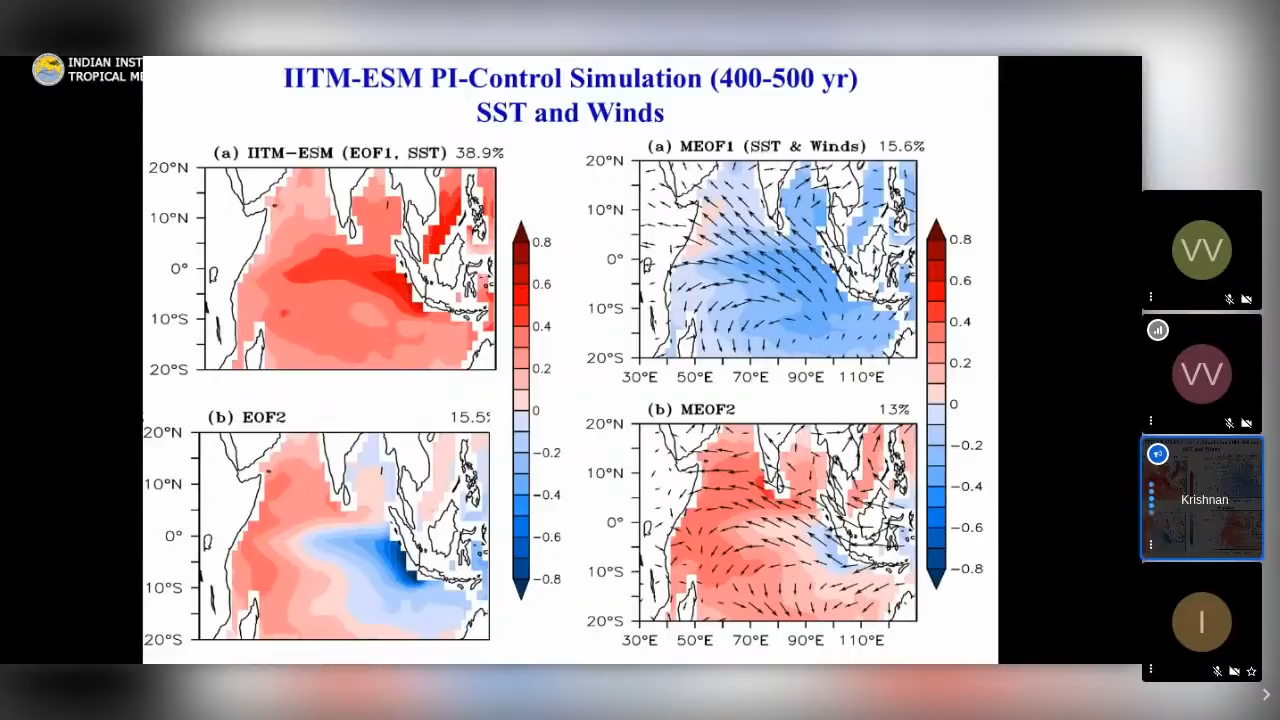 INDIAN INST
TROPICAL ME
IITM-ESM PI-Control Simulation (400-500 yr)
SST and Winds
(a) IITM-ESM (EOF1, SST) 38.9%
20°N
10°N
0°
10°S
20°S
0.8
0.6
0.4
0.2
0
-0.2
-0.4
-0.6
-0.8
(b) EOF2 15.5%
20°N
10°N
0°
10°S
20°S
(a) MEOF1 (SST & Winds) 15.6%
20°N
10°N
0°
10°S
20°S
30°E 50°E 70°E 90°E 110°E
0.8
0.6
0.4
0.2
0
-0.2
-0.4
-0.6
-0.8
(b) MEOF2 13%
20°N
10°N
0°
10°S
20°S
30°E 50°E 70°E 90°E 110°E
VV
VV
Krishnan
I